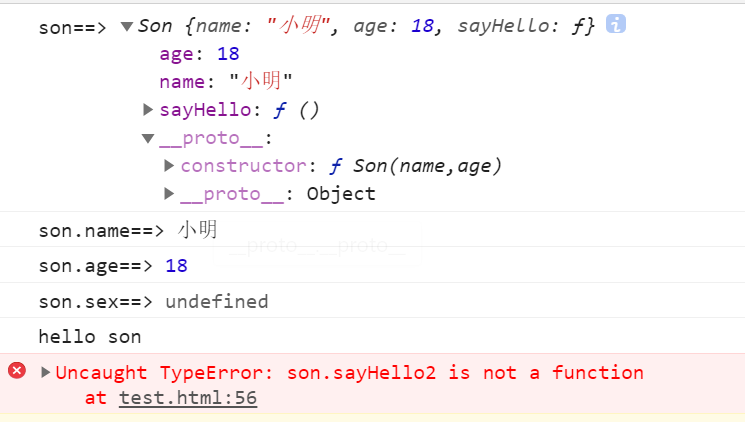 son==> ▼Son {name: "小明", age: 18, sayHello: ƒ} i
age: 18
name: "小明"
▶sayHello: ƒ ()
▼__proto__:
▶constructor: ƒ Son(name,age)
▶__proto__: Object
son.name==> 小明
__proto__.__proto__
son.age==> 18
son.sex==> undefined
hello son
▶Uncaught TypeError: son.sayHello2 is not a function
at test.html:56